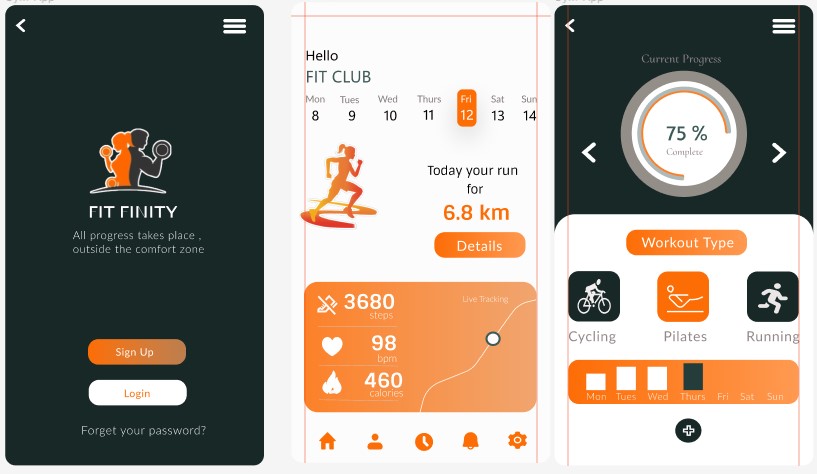 FIT FINITY
All progress takes place ,
outside the comfort zone
Sign Up
Login
Forget your password?
Hello
FIT CLUB
Mon Tues Wed Thurs Fri Sat Sun
8 9 10 11 12 13 14
Today your run
for
6.8 km
Details
3680
steps
Live Tracking
98
bpm
460
calories
Current Progress
75 %
Complete
Workout Type
Cycling Pilates Running
Mon Tues Wed Thurs Fri Sat Sun